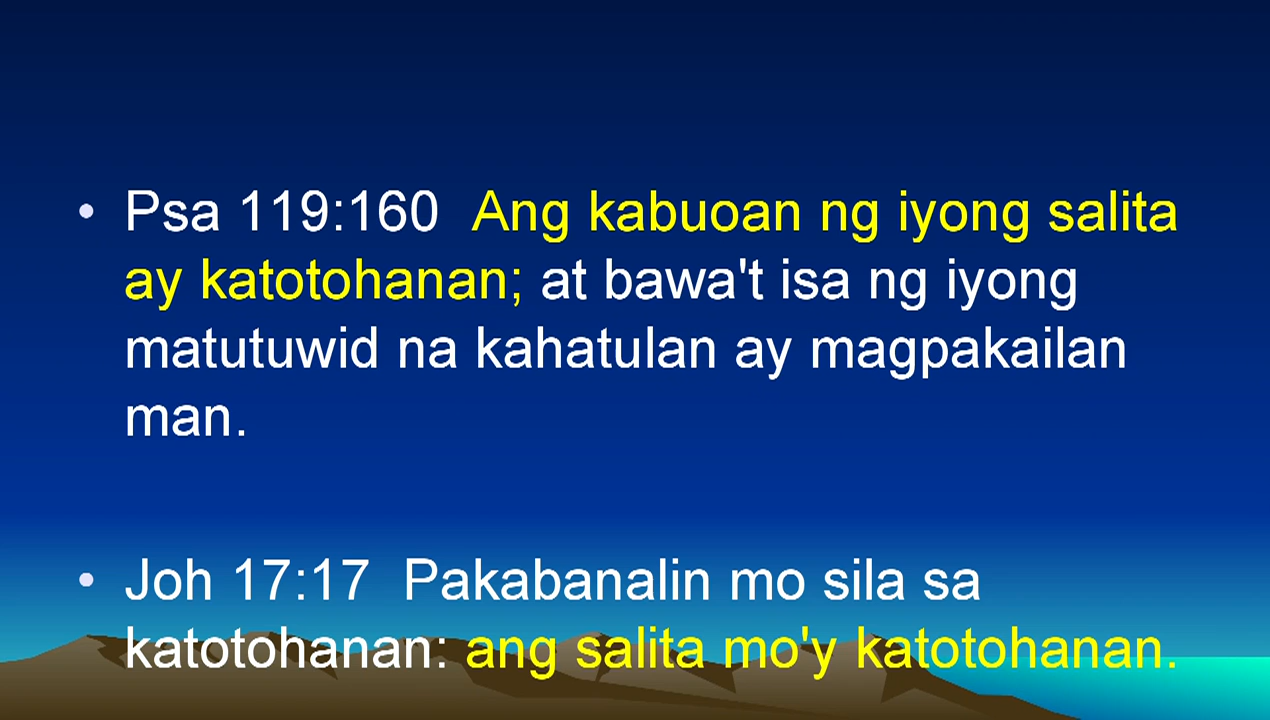 • Psa 119:160  Ang kabuoan ng iyong salita
ay katotohanan; at bawa't isa ng iyong
matutuwid na kahatulan ay magpakailan
man.
• Joh 17:17  Pakabanalin mo sila sa
katotohanan: ang salita mo'y katotohanan.